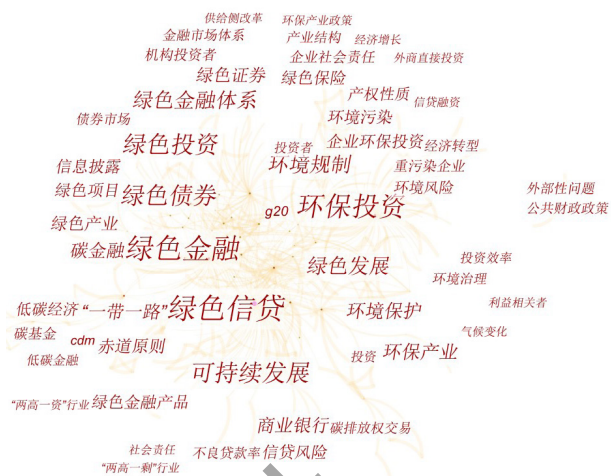 供给侧改革 环保产业政策
金融市场体系 产业结构 经济增长
机构投资者 企业社会责任 外商直接投资
绿色证券 绿色保险
绿色金融体系 产权性质 信贷融资
债券市场 环境污染
绿色投资 投资者 企业环保投资 经济转型
信息披露 环境规制 重污染企业
绿色项目 绿色债券 环境风险 外部性问题
g20 环保投资 公共财政政策
绿色产业
碳金融 绿色金融
绿色发展 投资效率
环境治理
低碳经济 “一带一路” 绿色信贷 环境保护 利益相关者
碳基金 cdm 赤道原则 气候变化
低碳金融 投资 环保产业
可持续发展
“两高一资”行业 绿色金融产品
商业银行 碳排放权交易
社会责任 不良贷款率 信贷风险
“两高一剩”行业